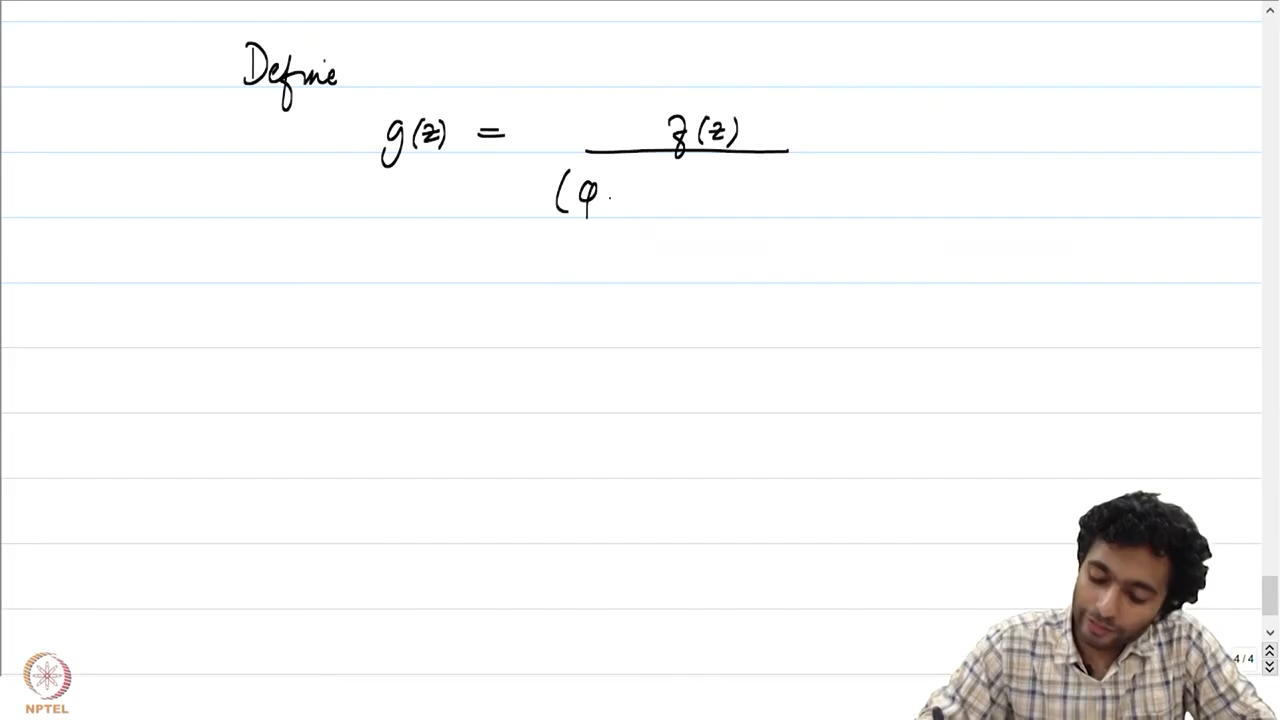 Define
g(z) = f(z)
(φ
4/4
NPTEL